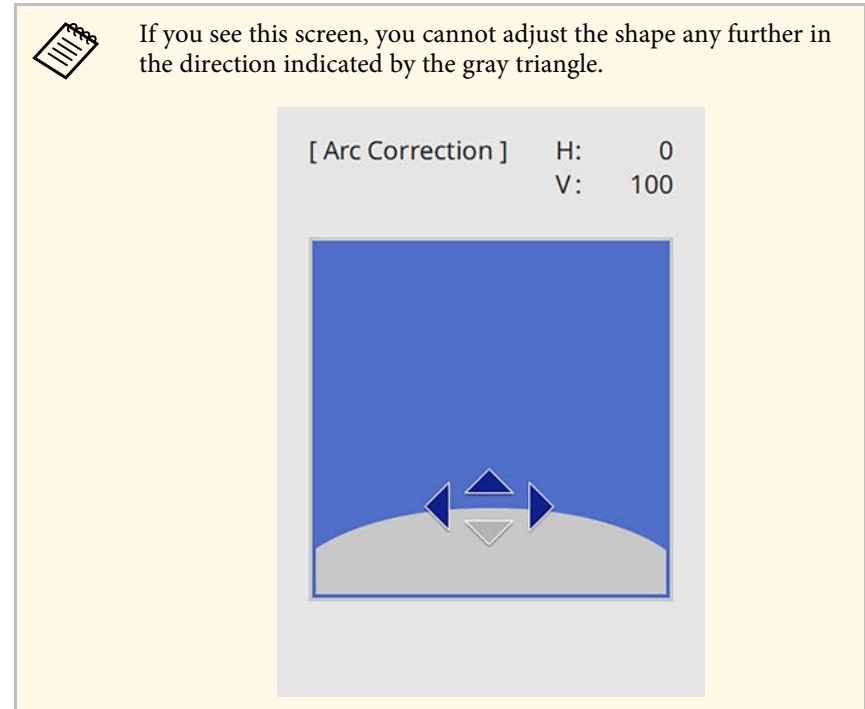 If you see this screen, you cannot adjust the shape any further in
the direction indicated by the gray triangle.
[ Arc Correction ] H: 0
V: 100